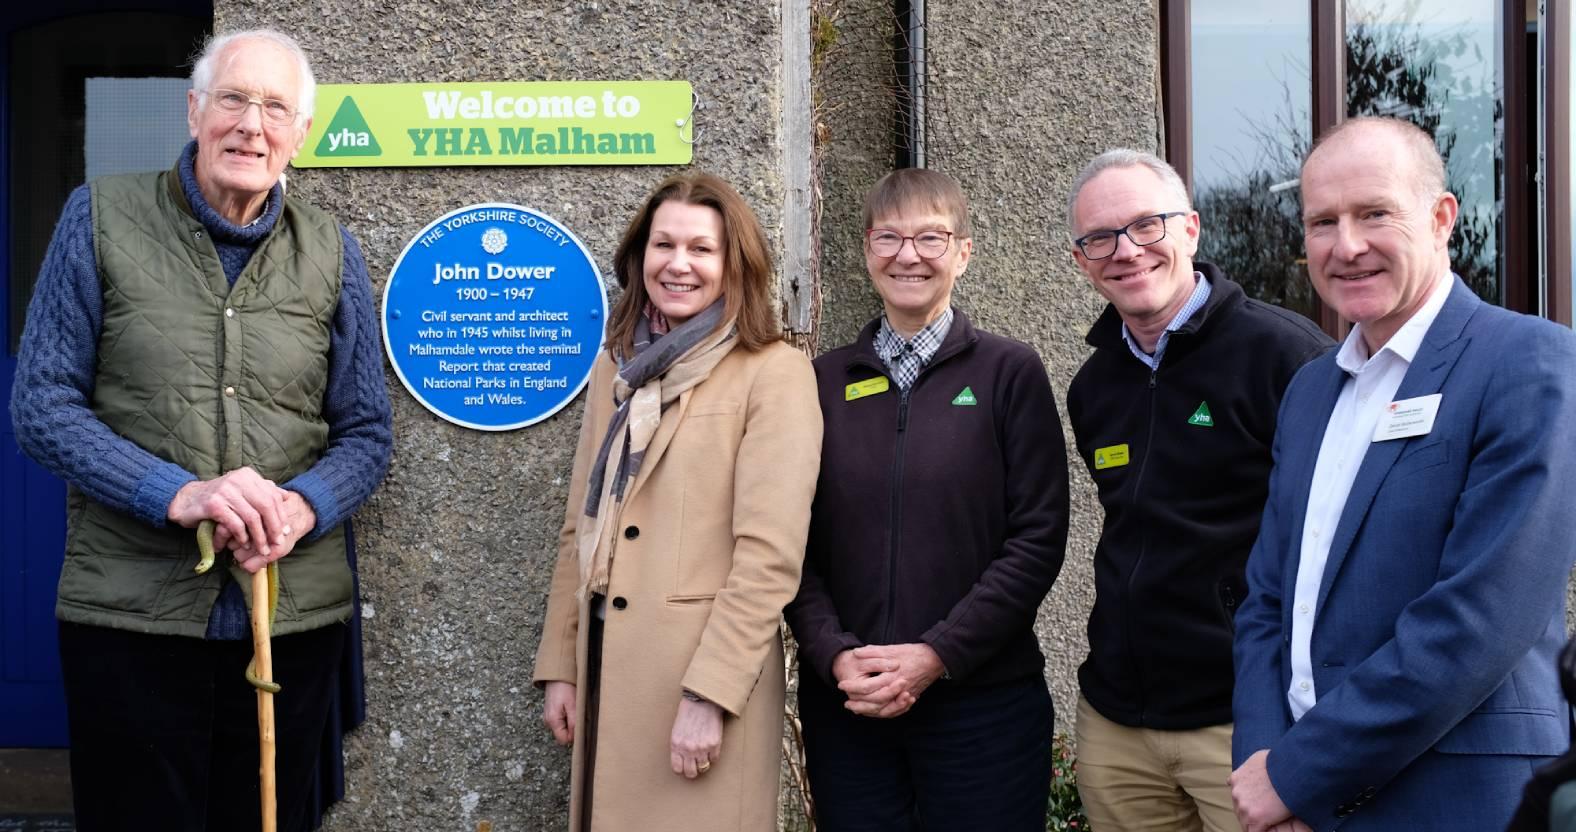 Welcome to
yha
YHA Malham
THE YORKSHIRE SOCIETY
John Dower
1900 – 1947
Civil servant and architect
who in 1945 whilst living in
Malhamdale wrote the seminal
Report that created
National Parks in England
and Wales.
yha
yha